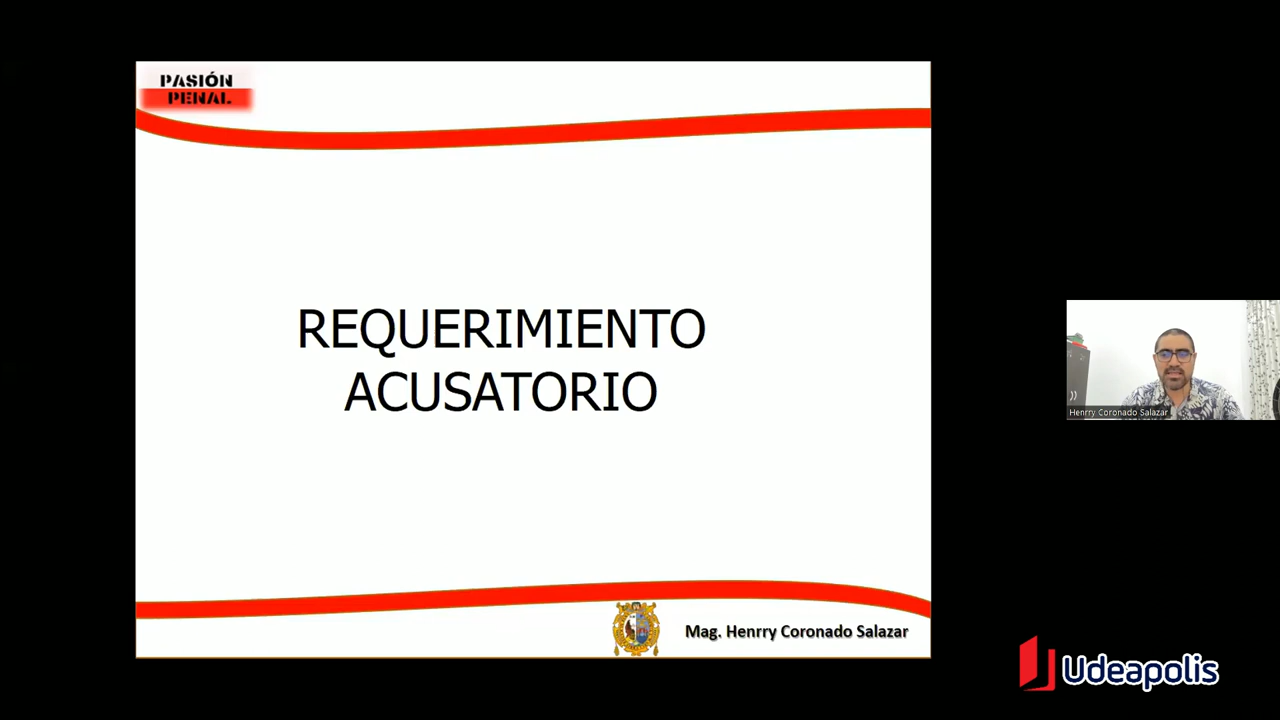 PASIÓN
PENAL
REQUERIMIENTO
ACUSATORIO
Mag. Henrry Coronado Salazar
Henrry Coronado Salazar
Udeapolis